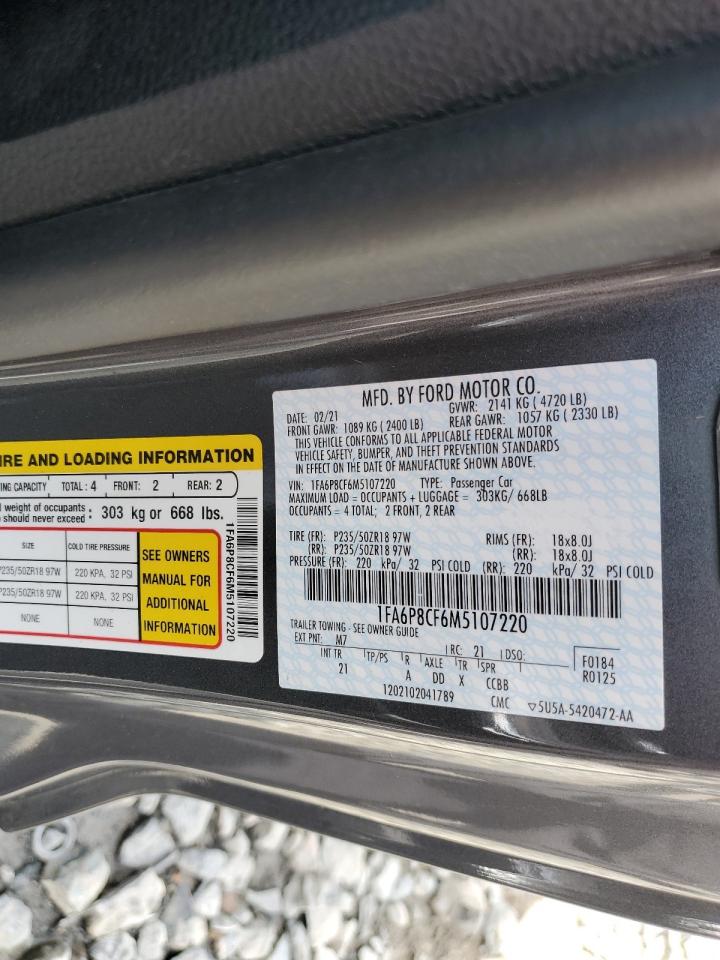 IRE AND LOADING INFORMATION
ING CAPACITY TOTAL: 4 FRONT: 2 REAR: 2
weight of occupants
should never exceed : 303 kg or 668 lbs.
SIZE COLD TIRE PRESSURE
P235/50ZR18 97W 220 KPA, 32 PSI
P235/50ZR18 97W 220 KPA, 32 PSI
NONE NONE
SEE OWNERS
MANUAL FOR
ADDITIONAL
INFORMATION
1FA6P8CF6M5107220
MFD. BY FORD MOTOR CO.
DATE: 02/21 GVWR: 2141 KG ( 4720 LB)
FRONT GAWR: 1089 KG ( 2400 LB) REAR GAWR: 1057 KG ( 2330 LB)
THIS VEHICLE CONFORMS TO ALL APPLICABLE FEDERAL MOTOR
VEHICLE SAFETY, BUMPER, AND THEFT PREVENTION STANDARDS
IN EFFECT ON THE DATE OF MANUFACTURE SHOWN ABOVE.
VIN: 1FA6P8CF6M5107220 TYPE: Passenger Car
MAXIMUM LOAD = OCCUPANTS + LUGGAGE = 303KG/ 668LB
OCCUPANTS = 4 TOTAL; 2 FRONT, 2 REAR
TIRE (FR): P235/50ZR18 97W RIMS (FR): 18x8.0J
(RR): P235/50ZR18 97W (RR): 18x8.0J
PRESSURE (FR): 220 kPa/ 32 PSI COLD (RR): 220 kPa/ 32 PSI COLD
1FA6P8CF6M5107220
TRAILER TOWING - SEE OWNER GUIDE
EXT PNT: M7 RC: 21 DSO: F0184
INT TR TP/PS R AXLE TR SPR R0125
21 A DD X CCBB
1202102041789 CMC ▽5U5A-5420472-AA